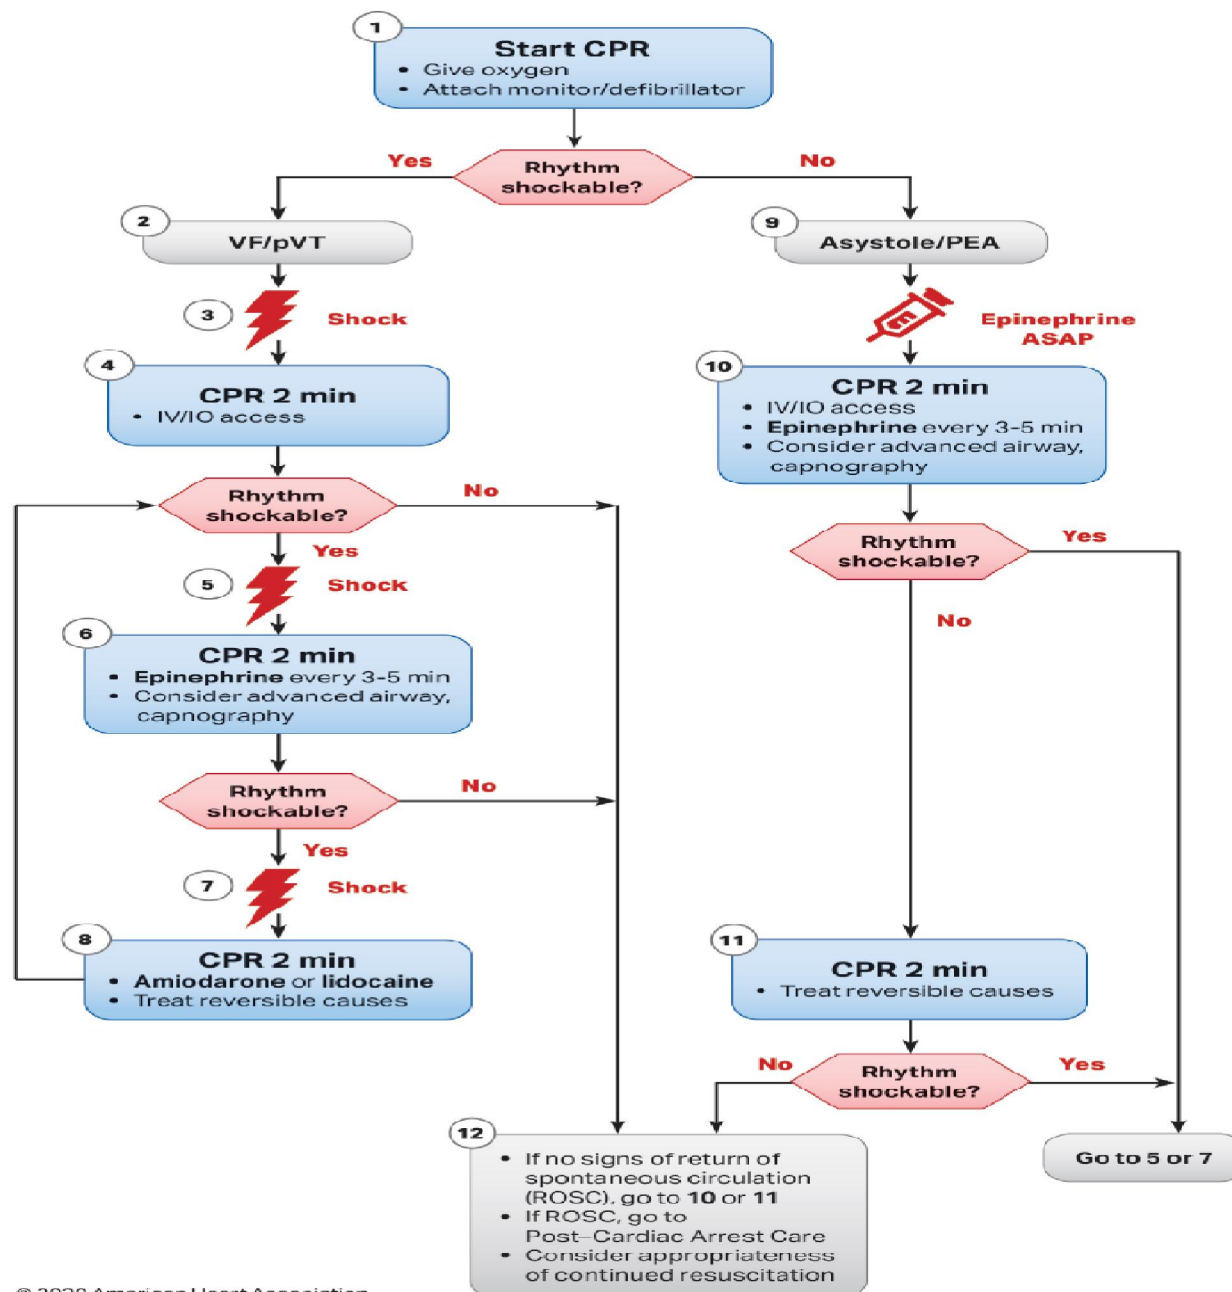 1
Start CPR
• Give oxygen
• Attach monitor/defibrillator
Yes
Rhythm
shockable?
No
2
VF/pVT
9
Asystole/PEA
3
Shock
Epinephrine
ASAP
4
CPR 2 min
• IV/IO access
10
CPR 2 min
• IV/IO access
• Epinephrine every 3-5 min
• Consider advanced airway,
capnography
Rhythm
shockable?
No
Yes
5
Shock
Rhythm
shockable?
Yes
No
6
CPR 2 min
• Epinephrine every 3-5 min
• Consider advanced airway,
capnography
Rhythm
shockable?
No
Yes
7
Shock
8
CPR 2 min
• Amiodarone or lidocaine
• Treat reversible causes
11
CPR 2 min
• Treat reversible causes
No
Rhythm
shockable?
Yes
12
• If no signs of return of
spontaneous circulation
(ROSC), go to 10 or 11
• If ROSC, go to
Post–Cardiac Arrest Care
• Consider appropriateness
of continued resuscitation
Go to 5 or 7
© 2020 American Heart Association